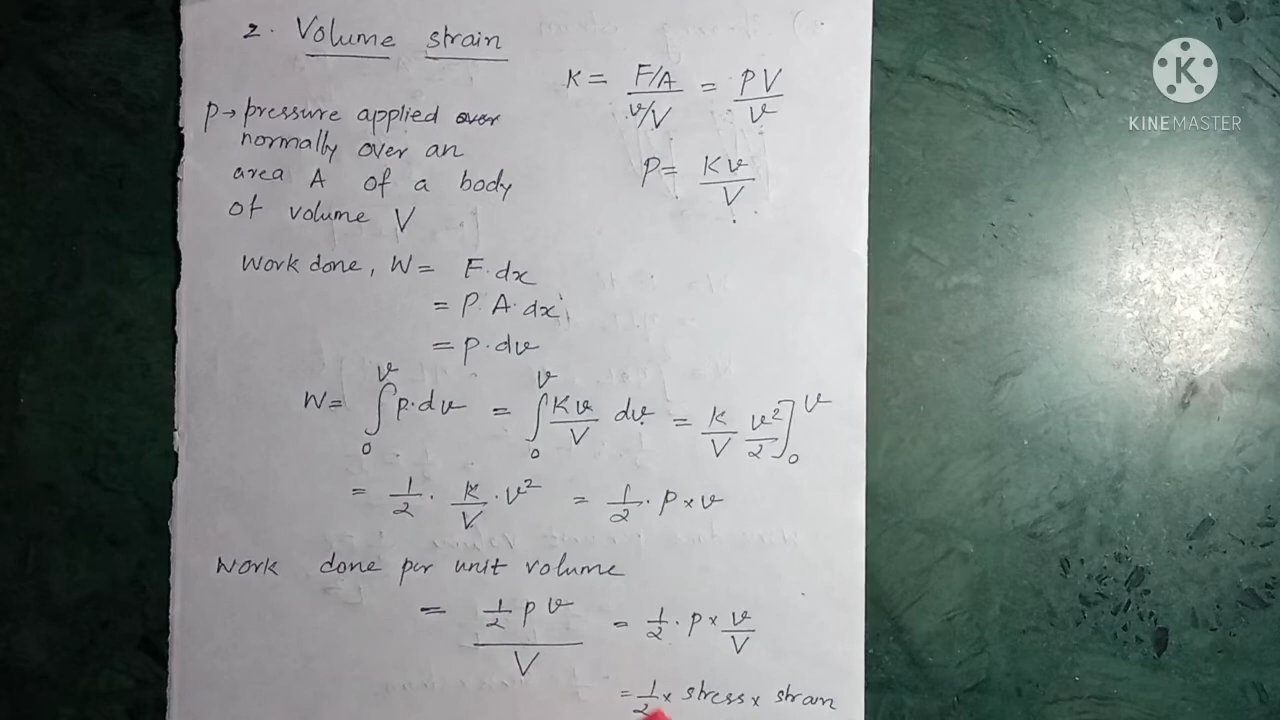 2. Volume strain
K = F/A / v/V = PV / v
P → pressure applied over
normally over an
area A of a body
of volume V
P = Kv / V
Work done, W = F.dx
= P.A.dx
= P.dv
W = ∫₀ᵛ P.dv = ∫₀ᵛ Kv/V dv = K/V v²/2]₀ᵛ
= 1/2 . K/V . v² = 1/2 . P × v
Work done per unit volume
= 1/2 P v / V = 1/2 . P × v/V
= 1/2 × stress × strain
K
KINEMASTER